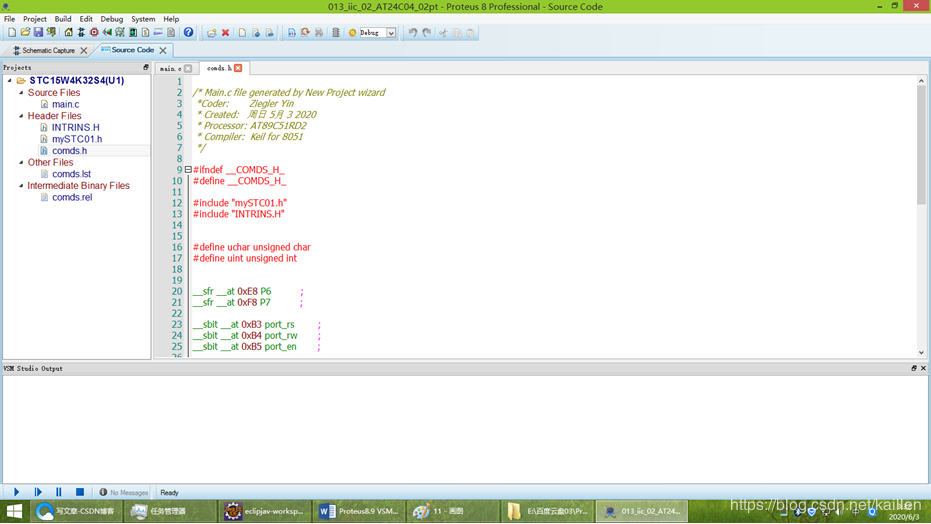 013_iic_02_AT24C04_02pt - Proteus 8 Professional - Source Code
File Project Build Edit Debug System Help
Debug
Schematic Capture
Source Code
Projects
main.c
comds.h
STC15W4K32S4(U1)
Source Files
main.c
Header Files
INTRINS.H
mySTC01.h
comds.h
Other Files
comds.lst
Intermediate Binary Files
comds.rel
1
2 /* Main.c file generated by New Project wizard
3 *Coder: Ziegler Yin
4 * Created: 周日 5月 3 2020
5 * Processor: AT89C51RD2
6 * Compiler: Keil for 8051
7 */
8
9 #ifndef __COMDS_H_
10 #define __COMDS_H_
11
12 #include "mySTC01.h"
13 #include "INTRINS.H"
14
15
16 #define uchar unsigned char
17 #define uint unsigned int
18
19
20 __sfr __at 0xE8 P6 ;
21 __sfr __at 0xF8 P7 ;
22
23 __sbit __at 0xB3 port_rs ;
24 __sbit __at 0xB4 port_rw ;
25 __sbit __at 0xB5 port_en ;
26
VSM Studio Output
No Messages
Ready
写文章-CSDN博客
任务管理器
eclipjav-worksp...
Proteus8.9 VSM...
11 - 画图
E:\百度云盘03\Pr...
013_iic_02_AT24...
https://blog.csdn.net/kaillen
2020/6/3